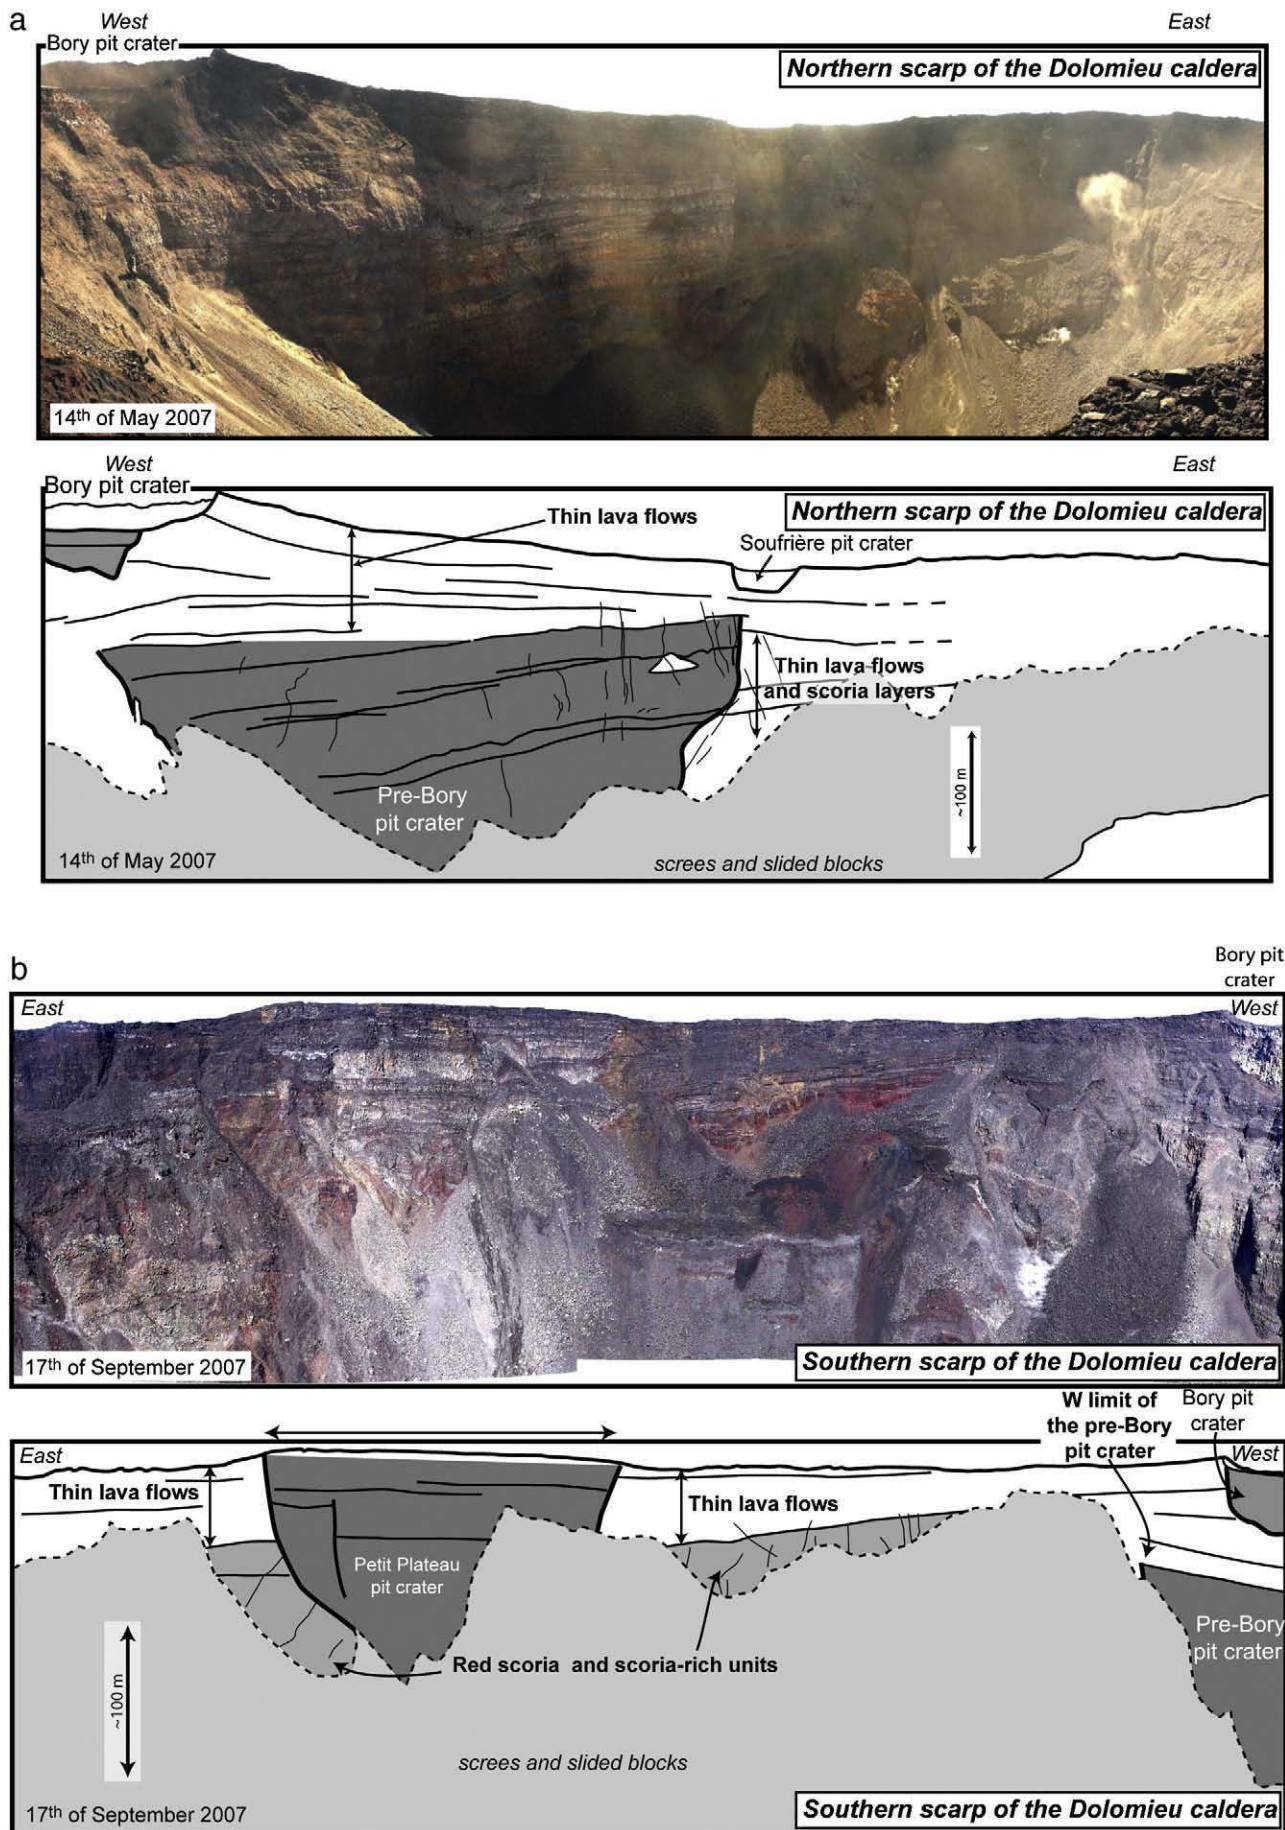 a
West
East
Bory pit crater
Northern scarp of the Dolomieu caldera
14th of May 2007
West
East
Bory pit crater
Northern scarp of the Dolomieu caldera
Thin lava flows
Soufrière pit crater
Thin lava flows
and scoria layers
~100 m
Pre-Bory
pit crater
14th of May 2007
screes and slided blocks
b
Bory pit
crater
East
West
17th of September 2007
Southern scarp of the Dolomieu caldera
W limit of
the pre-Bory
pit crater
Bory pit
crater
East
West
Thin lava flows
Thin lava flows
Petit Plateau
pit crater
Pre-Bory
pit crater
Red scoria and scoria-rich units
~100 m
screes and slided blocks
17th of September 2007
Southern scarp of the Dolomieu caldera